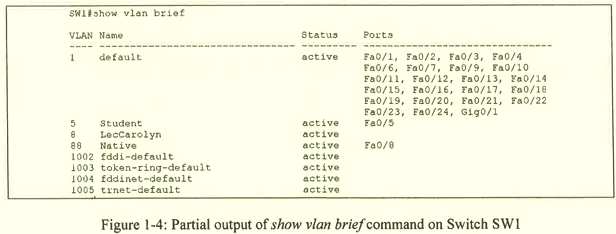 SW1#show vlan brief
VLAN Name Status Ports
---- -------------------------------- --------- -------------------------------
1 default active Fa0/1, Fa0/2, Fa0/3, Fa0/4
Fa0/6, Fa0/7, Fa0/9, Fa0/10
Fa0/11, Fa0/12, Fa0/13, Fa0/14
Fa0/15, Fa0/16, Fa0/17, Fa0/18
Fa0/19, Fa0/20, Fa0/21, Fa0/22
Fa0/23, Fa0/24, Gig0/1
5 Student active Fa0/5
8 LecCarolyn active
88 Native active Fa0/8
1002 fddi-default active
1003 token-ring-default active
1004 fddinet-default active
1005 trnet-default active
Figure 1-4: Partial output of show vlan brief command on Switch SW1